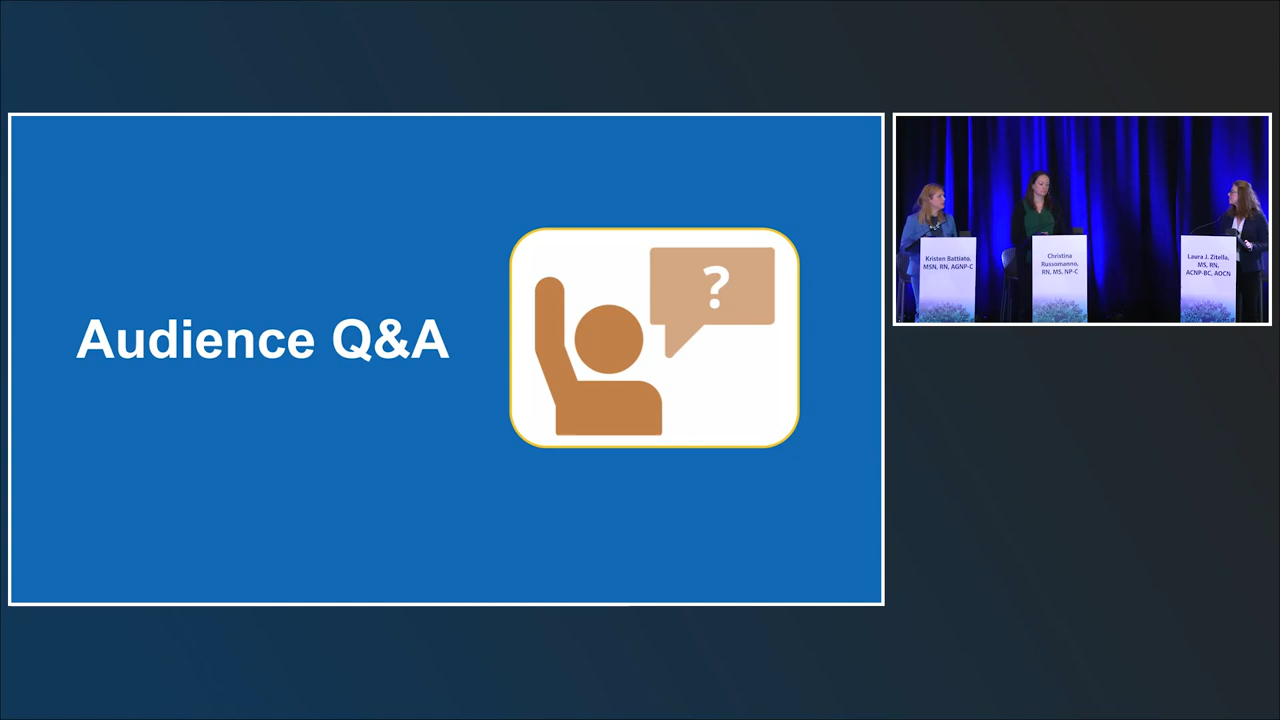 Audience Q&A
?
Kristen Battiato,
MSN, RN, AGNP-C
Christina
Russomanno,
RN, MS, NP-C
Laura J. Zitella,
MS, RN,
ACNP-BC, AOCN